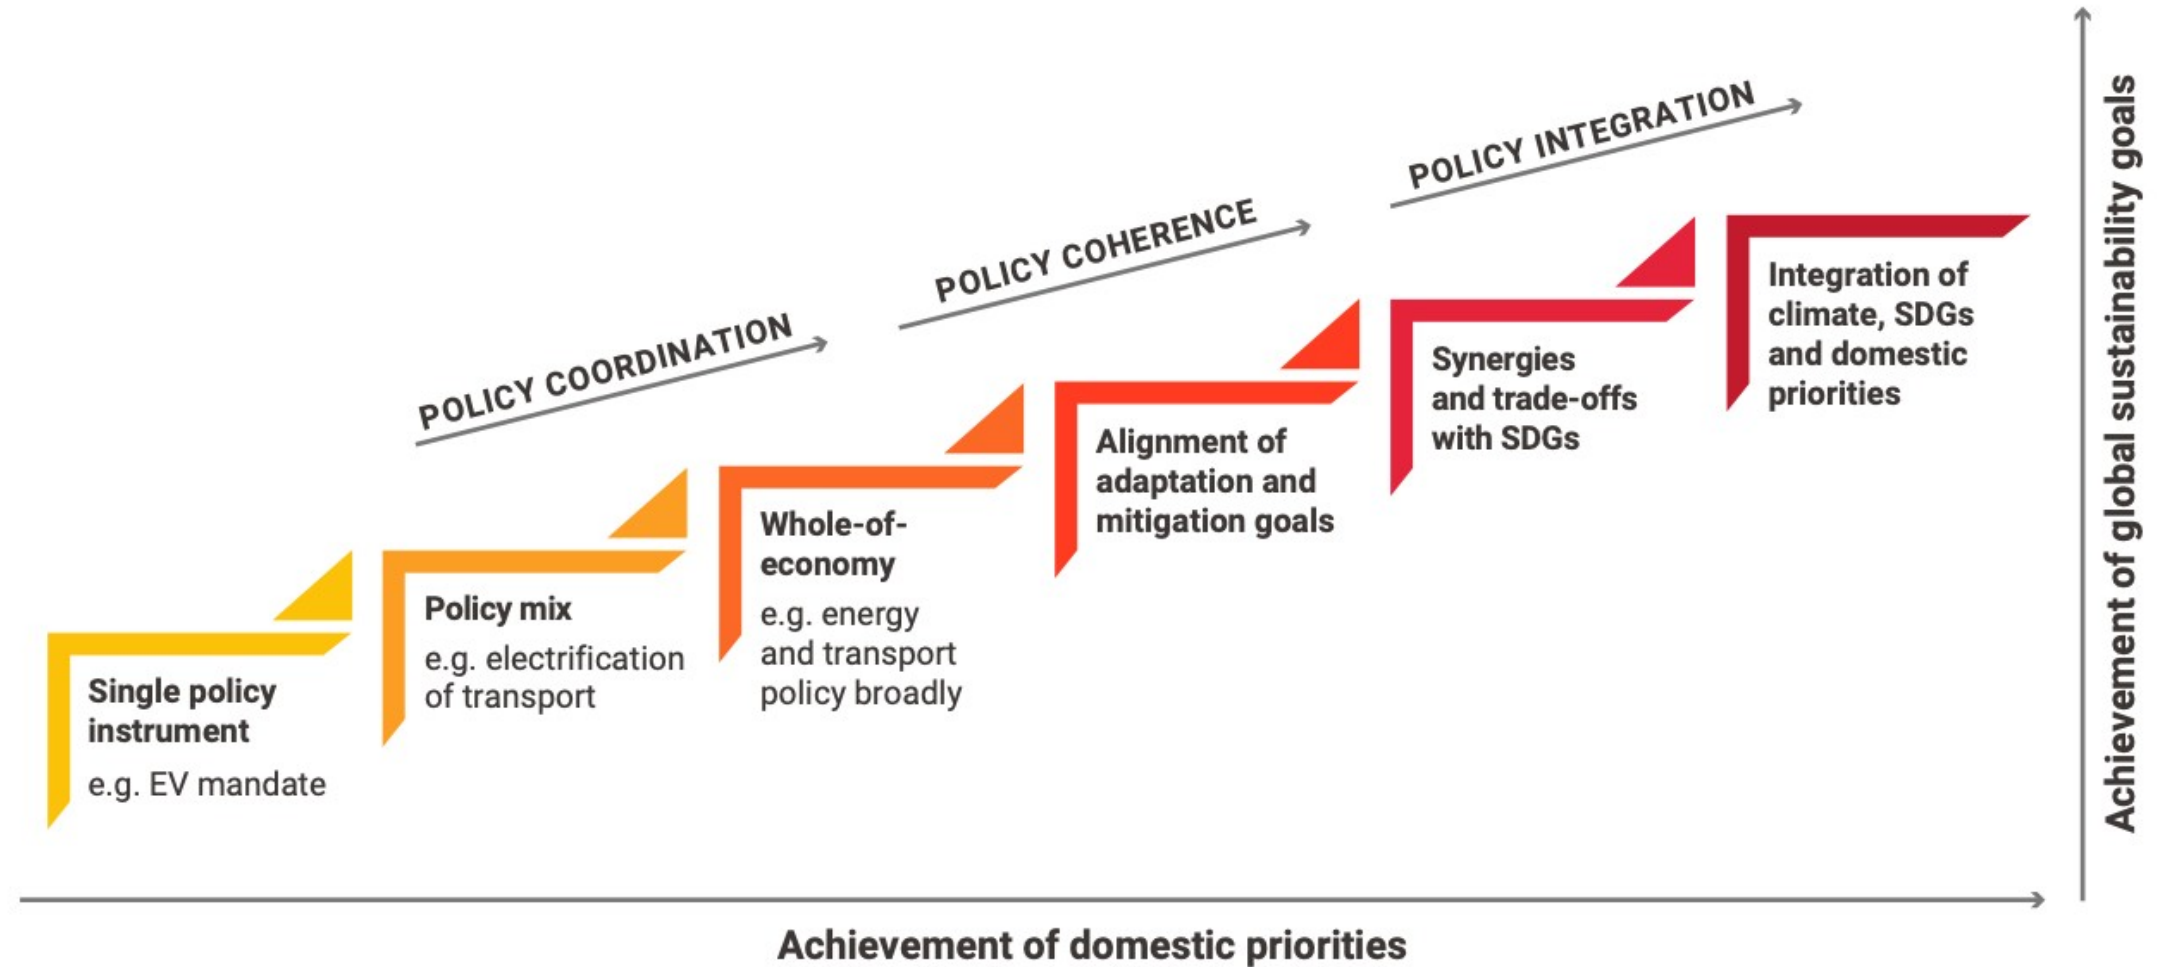 POLICY INTEGRATION
POLICY COHERENCE
POLICY COORDINATION
Single policy
instrument
e.g. EV mandate
Policy mix
e.g. electrification
of transport
Whole-of-
economy
e.g. energy
and transport
policy broadly
Alignment of
adaptation and
mitigation goals
Synergies
and trade-offs
with SDGs
Integration of
climate, SDGs
and domestic
priorities
Achievement of global sustainability goals
Achievement of domestic priorities